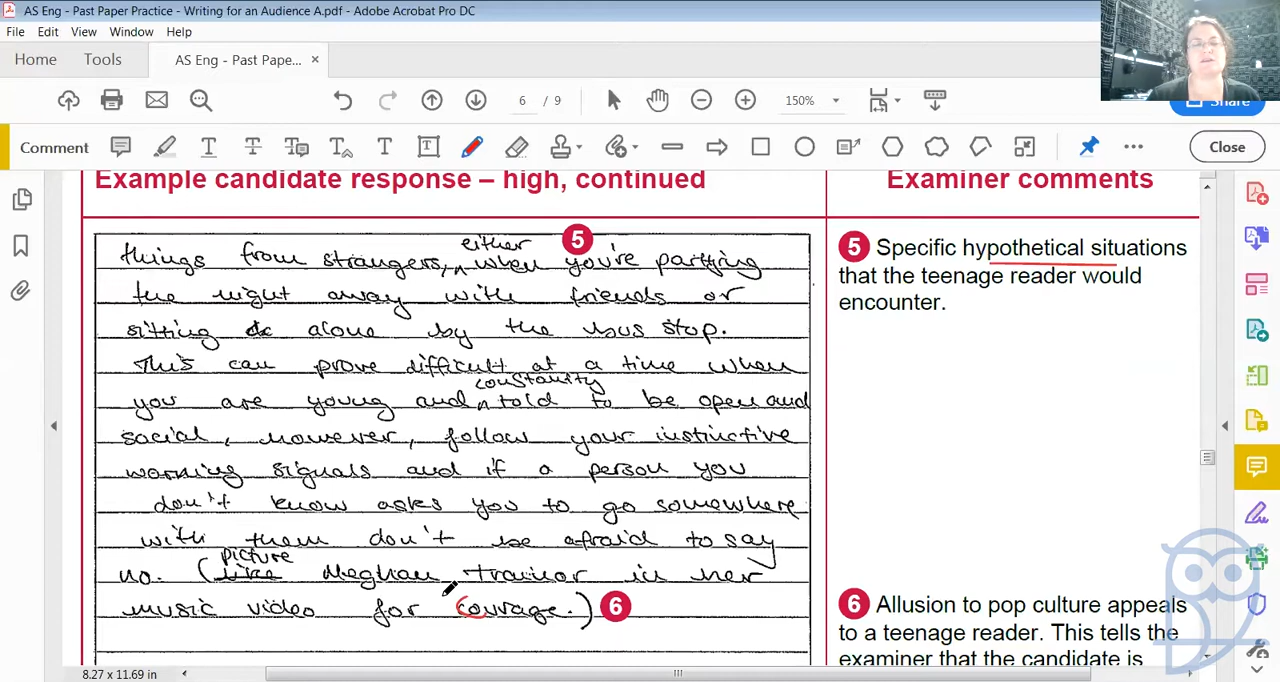 AS Eng - Past Paper Practice - Writing for an Audience A.pdf - Adobe Acrobat Pro DC
File Edit View Window Help
Home Tools AS Eng - Past Paper... ×
6 / 9 150%
Share
Comment Close
Example candidate response – high, continued
Examiner comments
either 5
things from strangers, ^ when you're partying
the night away with friends or
sitting alone by the bus stop.
This can prove difficult at a time when
constantly
you are young and ^ told to be open and
social, however, follow your instinctive
warning signals and if a person you
don't know asks you to go somewhere
with them don't be afraid to say
picture
no. (like Meghan Trainor in her
music video for courage.) 6
5 Specific hypothetical situations
that the teenage reader would
encounter.
6 Allusion to pop culture appeals
to a teenage reader. This tells the
examiner that the candidate is
8.27 x 11.69 in